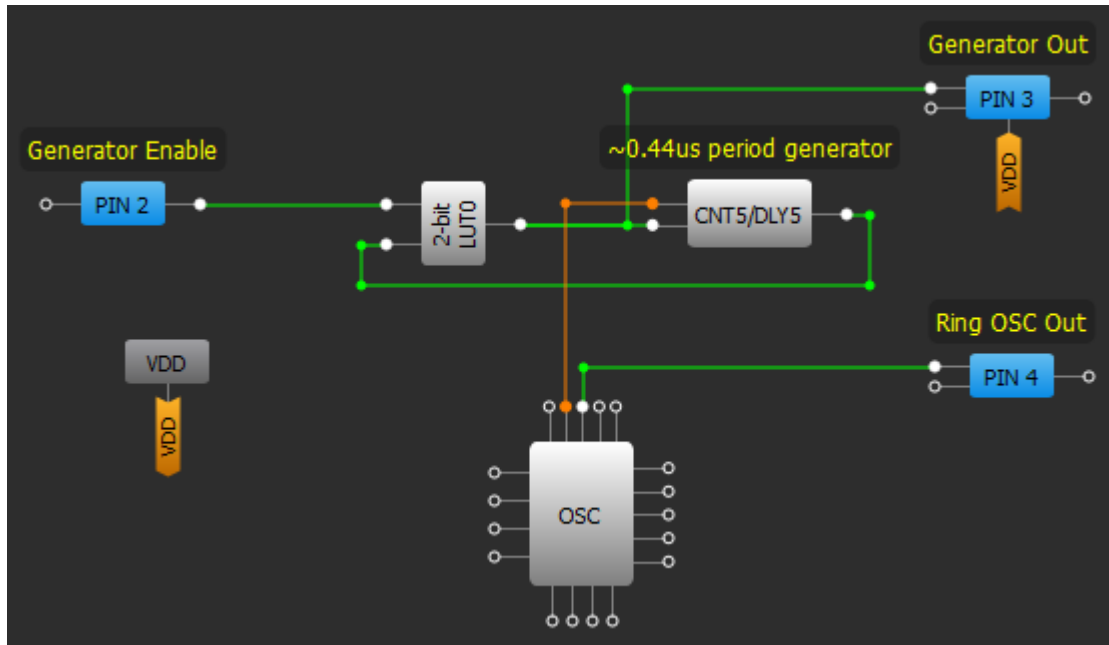 Generator Out
PIN 3
VDD
Generator Enable
PIN 2
~0.44us period generator
2-bit
LUT0
CNT5/DLY5
Ring OSC Out
PIN 4
VDD
VDD
OSC